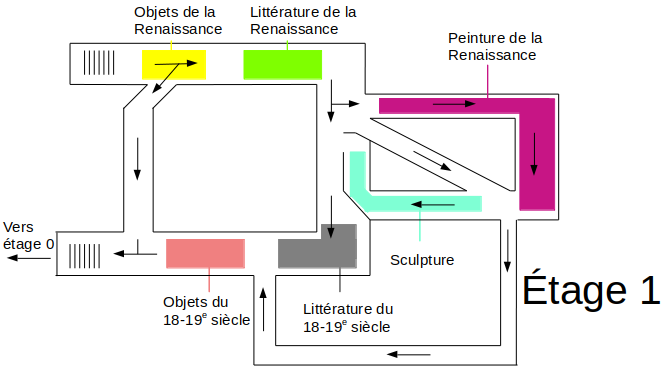 Objets de la
Renaissance
Littérature de la
Renaissance
Peinture de la
Renaissance
Vers
étage 0
Sculpture
Étage 1
Objets du
18-19e siècle
Littérature du
18-19e siècle